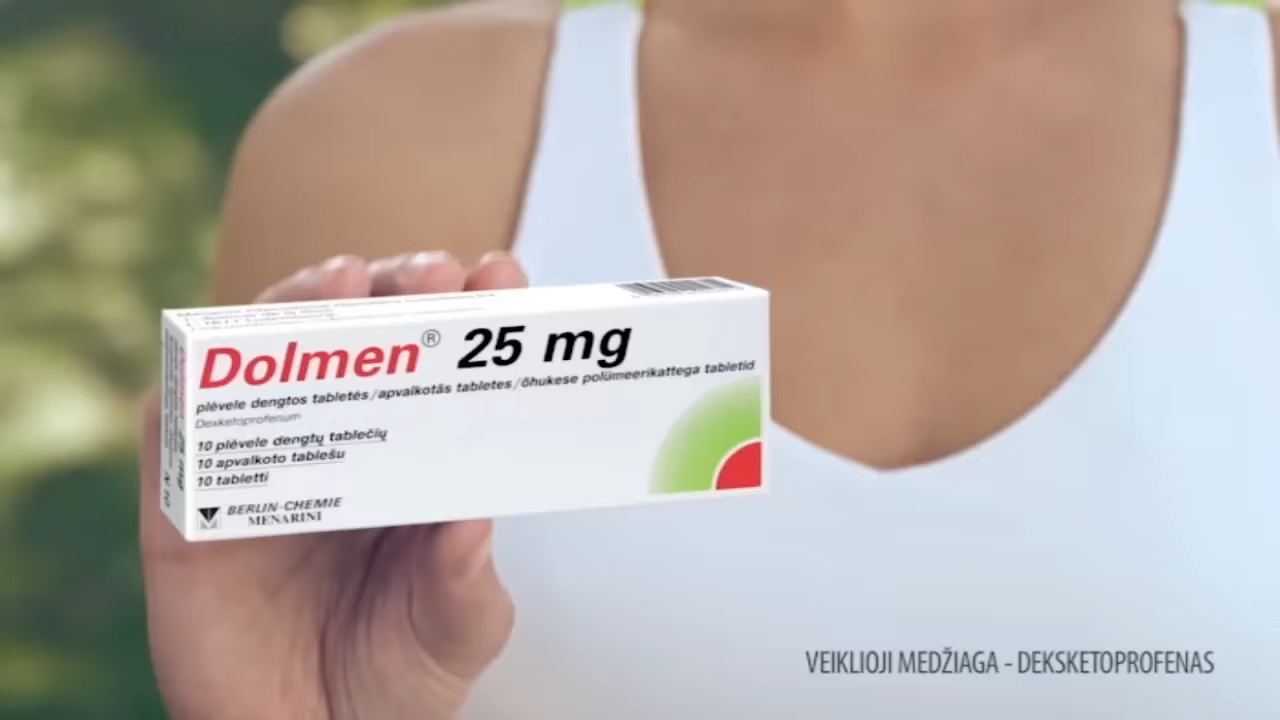 Dolmen® 25 mg
plėvele dengtos tabletės/apvalkotās tabletes/õhukese polümeerikattega tabletid
Dexketoprofenum
10 plėvele dengtų tablečių
10 apvalkoto tablešu
10 tabletti
BERLIN-CHEMIE
MENARINI
VEIKLIOJI MEDŽIAGA - DEKSKETOPROFENAS